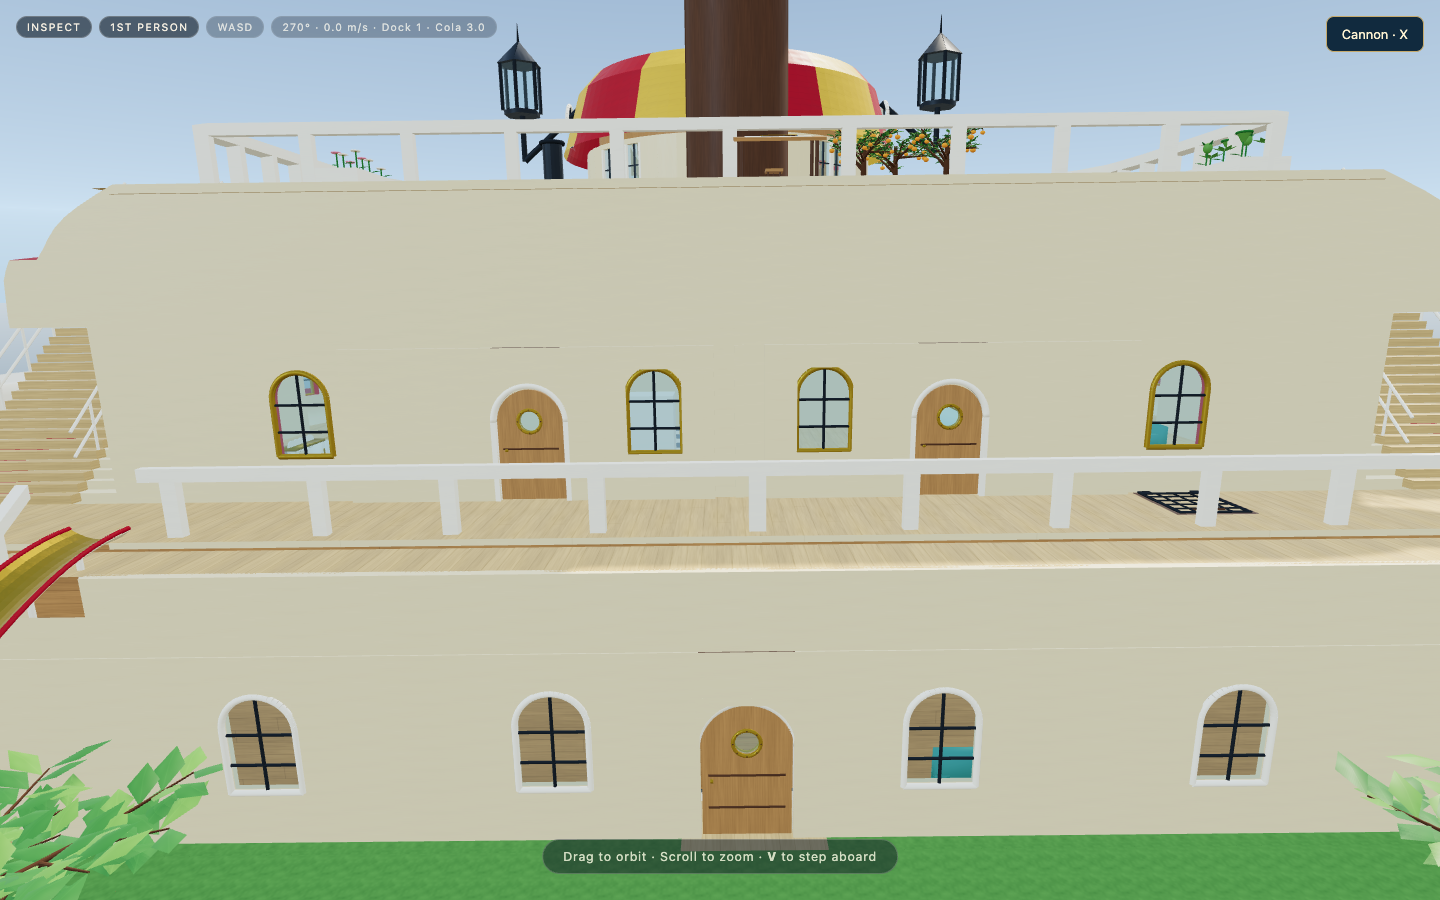 INSPECT
1ST PERSON
WASD
270° · 0.0 m/s · Dock 1 · Cola 3.0
Cannon · X
Drag to orbit · Scroll to zoom · V to step aboard